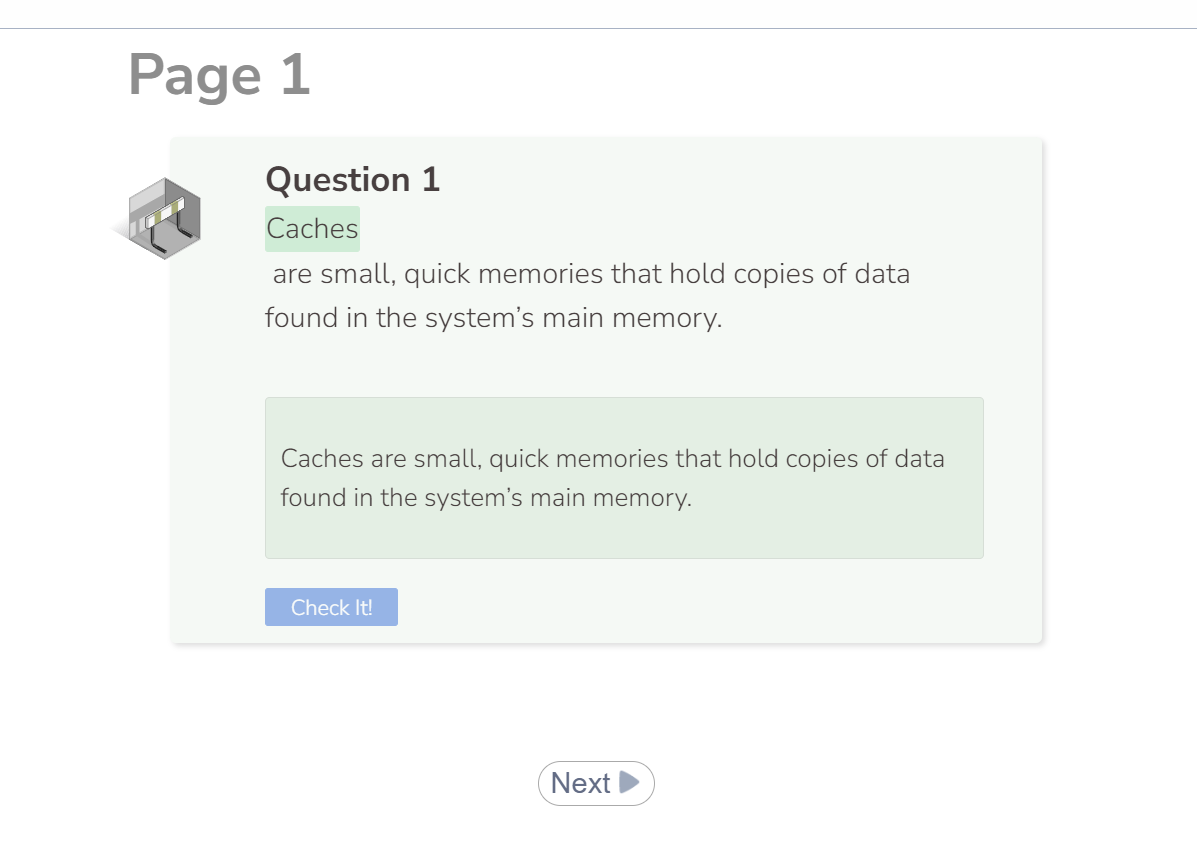 Page 1
Question 1
Caches
are small, quick memories that hold copies of data
found in the system’s main memory.
Caches are small, quick memories that hold copies of data
found in the system’s main memory.
Check It!
Next